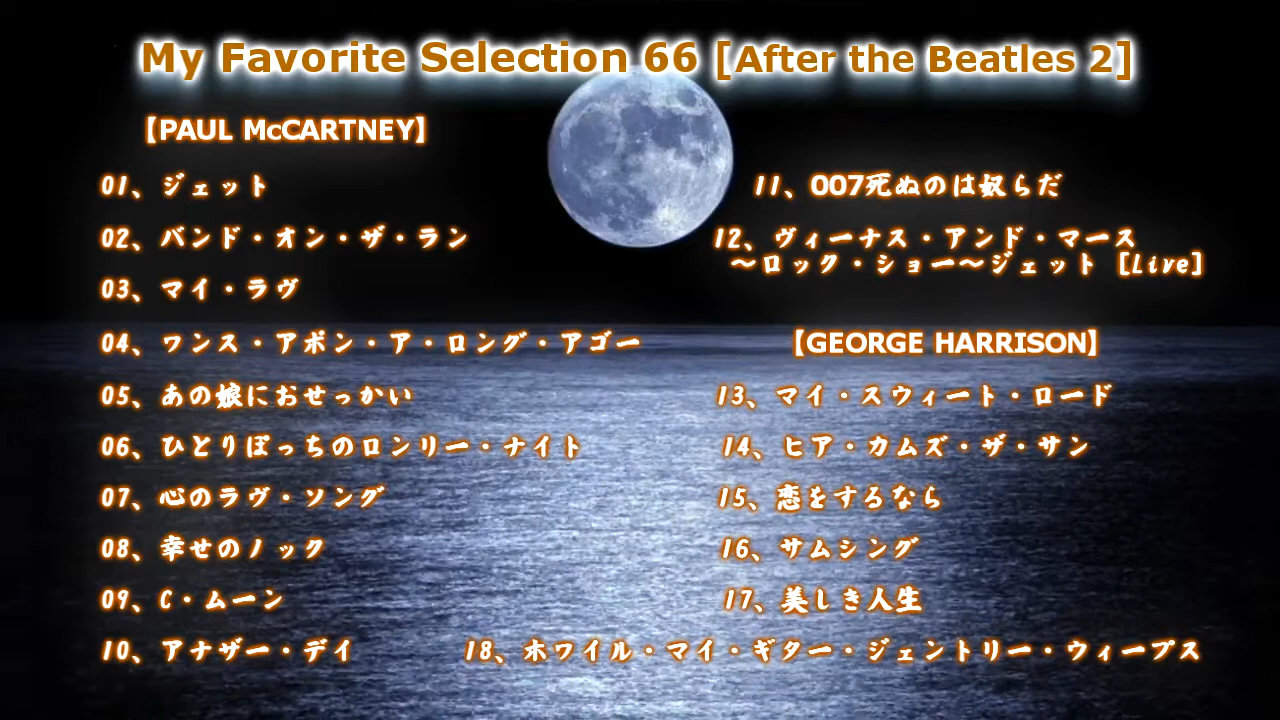 My Favorite Selection 66 [After the Beatles 2]
【PAUL McCARTNEY】
01、ジェット
02、バンド・オン・ザ・ラン
03、マイ・ラヴ
04、ワンス・アポン・ア・ロング・アゴー
05、あの娘におせっかい
06、ひとりぼっちのロンリー・ナイト
07、心のラヴ・ソング
08、幸せのノック
09、C・ムーン
10、アナザー・デイ
11、007死ぬのは奴らだ
12、ヴィーナス・アンド・マース
～ロック・ショー～ジェット [Live]
【GEORGE HARRISON】
13、マイ・スウィート・ロード
14、ヒア・カムズ・ザ・サン
15、恋をするなら
16、サムシング
17、美しき人生
18、ホワイル・マイ・ギター・ジェントリー・ウィープス